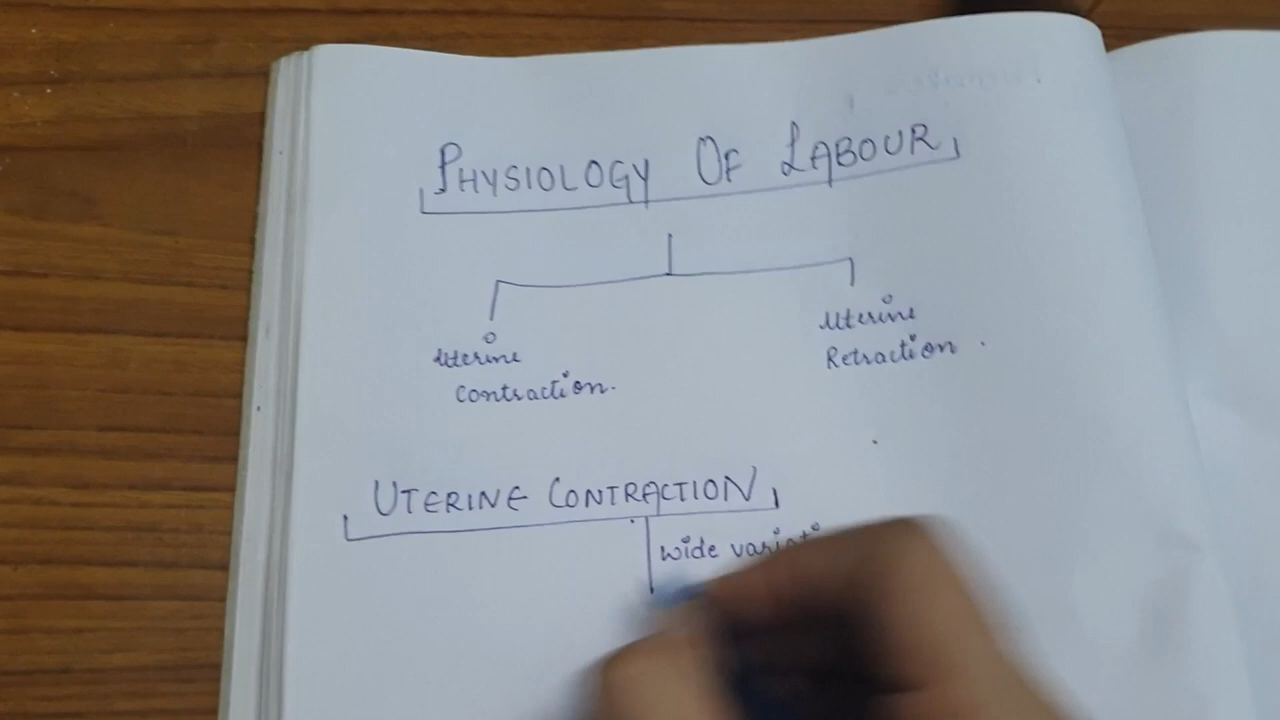 PHYSIOLOGY OF LABOUR
Uterine
Contraction.
Uterine
Retraction.
UTERINE CONTRACTION
wide